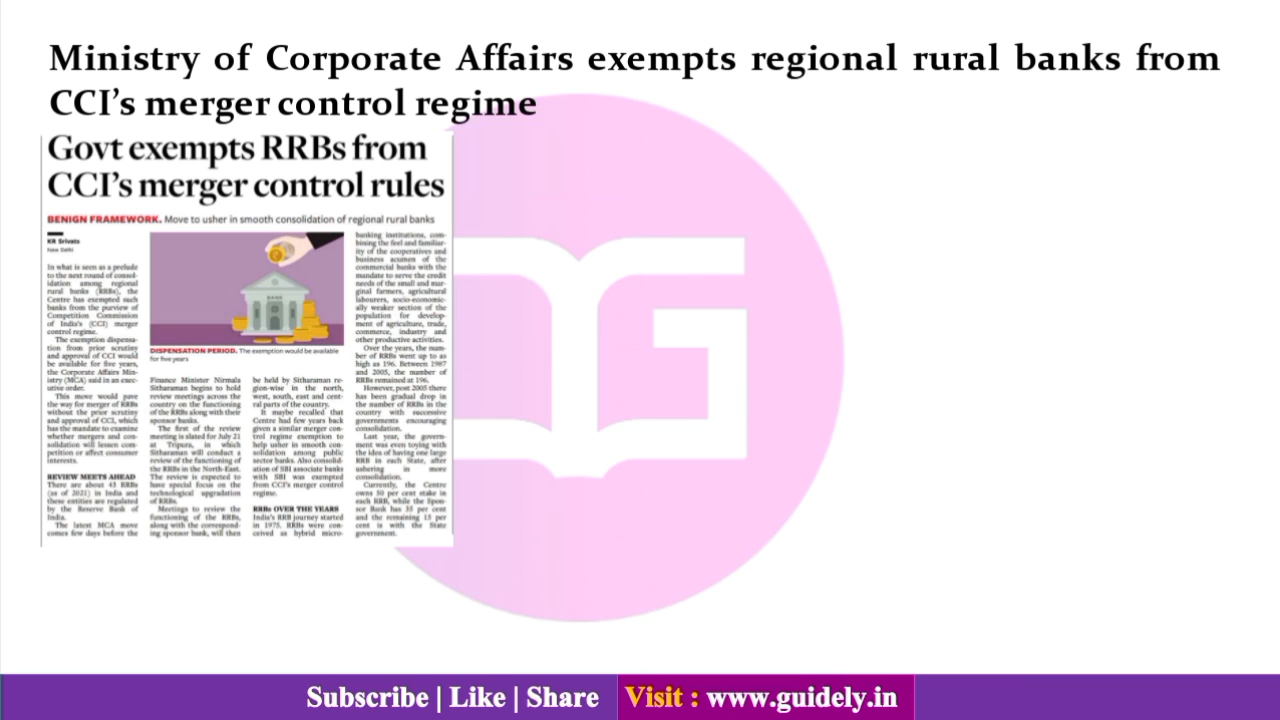 Ministry of Corporate Affairs exempts regional rural banks from
CCI's merger control regime
Govt exempts RRBs from
CCI's merger control rules
BENIGN FRAMEWORK. Move to usher in smooth consolidation of regional rural banks
KR Srivats
New Delhi
In what is seen as a prelude
to the next round of consol-
idation among regional
rural banks (RRBs), the
Centre has exempted such
banks from the purview of
Competition Commission
of India's (CCI) merger
control regime.
The exemption dispensa-
tion from prior scrutiny
and approval of CCI would
be available for five years,
the Corporate Affairs Min-
istry (MCA) said in an exec-
utive order.
This move would pave
the way for merger of RRBs
without the prior scrutiny
and approval of CCI, which
has the mandate to examine
whether mergers and con-
solidation will lessen com-
petition or affect consumer
interests.
REVIEW MEETS AHEAD
There are about 43 RRBs
(as of 2021) in India and
these entities are regulated
by the Reserve Bank of
India.
The latest MCA move
comes few days before the
BANK
DISPENSATION PERIOD. The exemption would be available
for five years
Finance Minister Nirmala
Sitharaman begins to hold
review meetings across the
country on the functioning
of the RRBs along with their
sponsor banks.
The first of the review
meeting is slated for July 21
at Tripura, in which
Sitharaman will conduct a
review of the functioning of
the RRBs in the North-East.
The review is expected to
have special focus on the
technological upgradation
of RRBs.
Meetings to review the
functioning of the RRBs,
along with the correspond-
ing sponsor bank, will then
be held by Sitharaman re-
gion-wise in the north,
west, south, east and cent-
ral parts of the country.
It maybe recalled that
Centre had few years back
given a similar merger con-
trol regime exemption to
help usher in smooth con-
solidation among public
sector banks. Also consolid-
ation of SBI associate banks
with SBI was exempted
from CCI's merger control
regime.
RRBs OVER THE YEARS
India's RRB journey started
in 1975. RRBs were con-
ceived as hybrid micro-
banking institutions, com-
bining the feel and familiar-
ity of the cooperatives and
business acumen of the
commercial banks with the
mandate to serve the credit
needs of the small and mar-
ginal farmers, agricultural
labourers, socio-economic-
ally weaker section of the
population for develop-
ment of agriculture, trade,
commerce, industry and
other productive activities.
Over the years, the num-
ber of RRBs went up to as
high as 196. Between 1987
and 2005, the number of
RRBs remained at 196.
However, post 2005 there
has been gradual drop in
the number of RRBs in the
country with successive
governments encouraging
consolidation.
Last year, the govern-
ment was even toying with
the idea of having one large
RRB in each State, after
ushering in more
consolidation.
Currently, the Centre
owns 50 per cent stake in
each RRB, while the Spon-
sor Bank has 35 per cent
and the remaining 15 per
cent is with the State
government.
Subscribe | Like | Share Visit : www.guidely.in